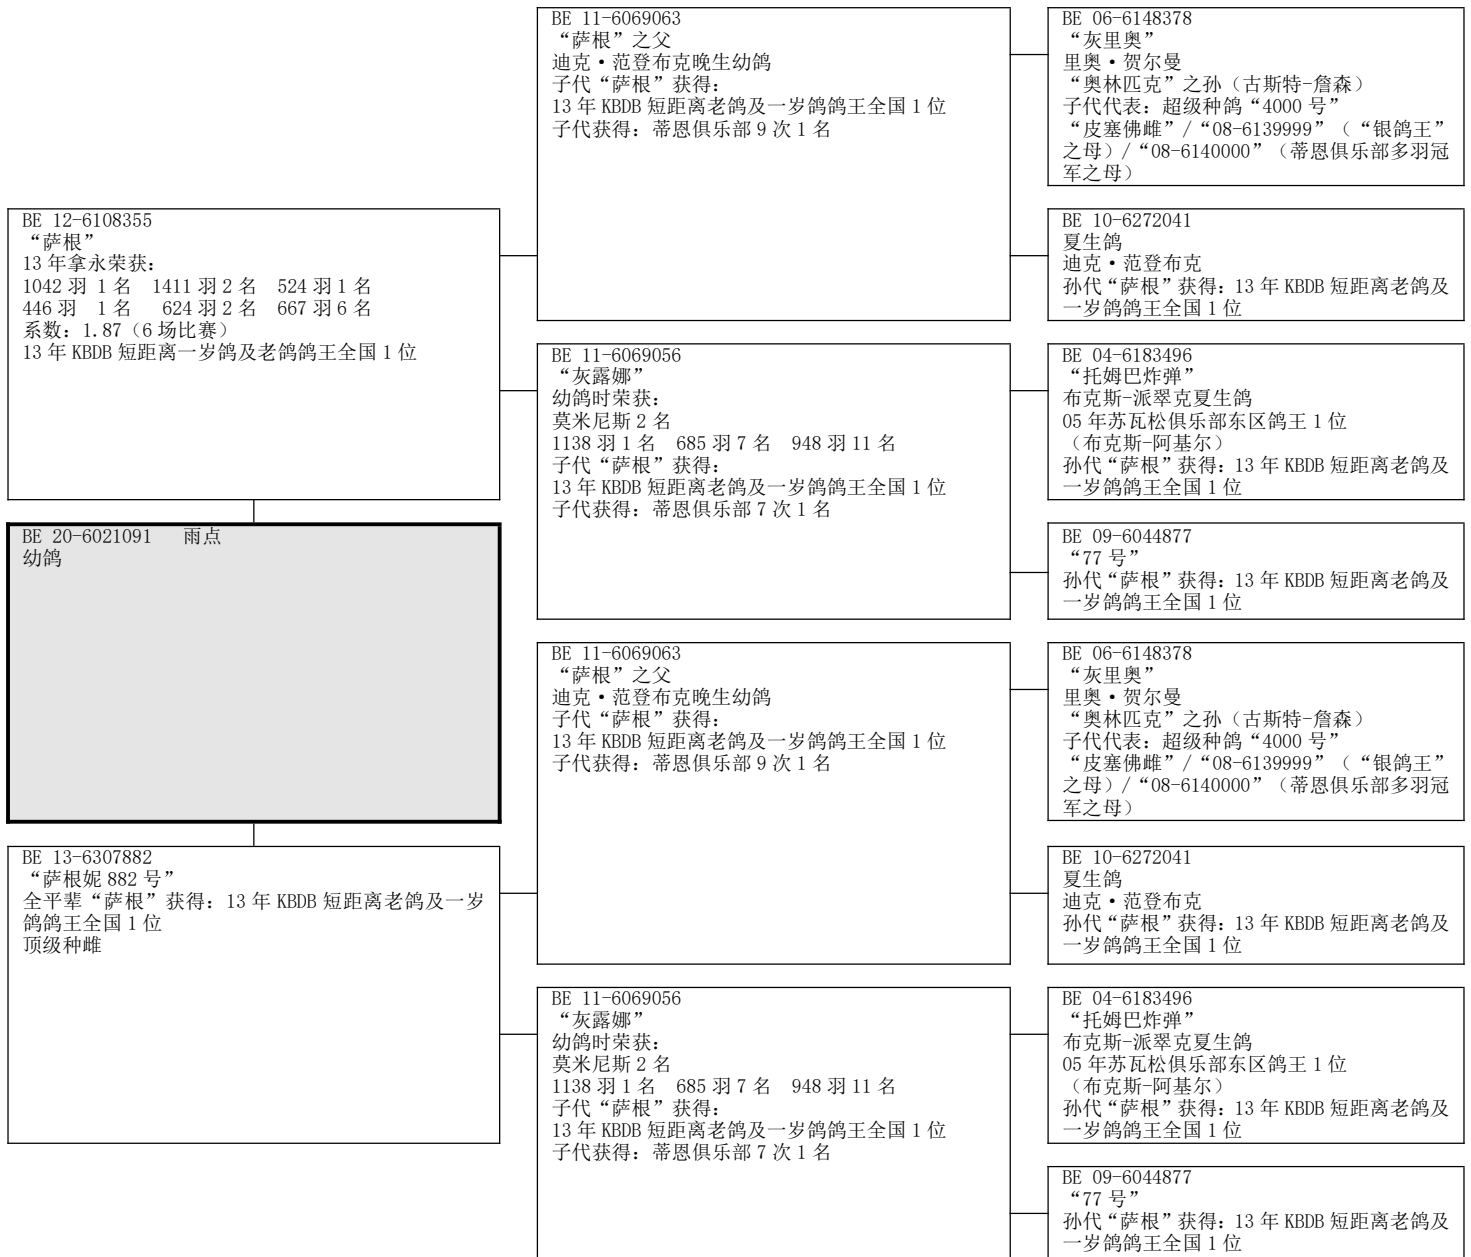 BE 11-6069063
“萨根”之父
迪克·范登布克晚生幼鸽
子代“萨根”获得：
13 年 KBDB 短距离老鸽及一岁鸽鸽王全国 1 位
子代获得：蒂恩俱乐部 9 次 1 名
BE 06-6148378
“灰里奥”
里奥·贺尔曼
“奥林匹克”之孙（古斯特-詹森）
子代代表：超级种鸽“4000 号”
“皮塞佛雌”/“08-6139999”（“银鸽王”
之母）/“08-6140000”（蒂恩俱乐部多羽冠
军之母）
BE 12-6108355
“萨根”
13 年拿永荣获：
1042 羽 1 名 1411 羽 2 名 524 羽 1 名
446 羽 1 名 624 羽 2 名 667 羽 6 名
系数：1.87（6 场比赛）
13 年 KBDB 短距离一岁鸽及老鸽鸽王全国 1 位
BE 10-6272041
夏生鸽
迪克·范登布克
孙代“萨根”获得：13 年 KBDB 短距离老鸽及
一岁鸽鸽王全国 1 位
BE 11-6069056
“灰露娜”
幼鸽时荣获：
莫米尼斯 2 名
1138 羽 1 名 685 羽 7 名 948 羽 11 名
子代“萨根”获得：
13 年 KBDB 短距离老鸽及一岁鸽鸽王全国 1 位
子代获得：蒂恩俱乐部 7 次 1 名
BE 04-6183496
“托姆巴炸弹”
布克斯-派翠克夏生鸽
05 年苏瓦松俱乐部东区鸽王 1 位
（布克斯-阿基尔）
孙代“萨根”获得：13 年 KBDB 短距离老鸽及
一岁鸽鸽王全国 1 位
BE 20-6021091 雨点
幼鸽
BE 09-6044877
“77 号”
孙代“萨根”获得：13 年 KBDB 短距离老鸽及
一岁鸽鸽王全国 1 位
BE 11-6069063
“萨根”之父
迪克·范登布克晚生幼鸽
子代“萨根”获得：
13 年 KBDB 短距离老鸽及一岁鸽鸽王全国 1 位
子代获得：蒂恩俱乐部 9 次 1 名
BE 06-6148378
“灰里奥”
里奥·贺尔曼
“奥林匹克”之孙（古斯特-詹森）
子代代表：超级种鸽“4000 号”
“皮塞佛雌”/“08-6139999”（“银鸽王”
之母）/“08-6140000”（蒂恩俱乐部多羽冠
军之母）
BE 13-6307882
“萨根妮 882 号”
全平辈“萨根”获得：13 年 KBDB 短距离老鸽及一岁
鸽鸽王全国 1 位
顶级种雌
BE 10-6272041
夏生鸽
迪克·范登布克
孙代“萨根”获得：13 年 KBDB 短距离老鸽及
一岁鸽鸽王全国 1 位
BE 11-6069056
“灰露娜”
幼鸽时荣获：
莫米尼斯 2 名
1138 羽 1 名 685 羽 7 名 948 羽 11 名
子代“萨根”获得：
13 年 KBDB 短距离老鸽及一岁鸽鸽王全国 1 位
子代获得：蒂恩俱乐部 7 次 1 名
BE 04-6183496
“托姆巴炸弹”
布克斯-派翠克夏生鸽
05 年苏瓦松俱乐部东区鸽王 1 位
（布克斯-阿基尔）
孙代“萨根”获得：13 年 KBDB 短距离老鸽及
一岁鸽鸽王全国 1 位
BE 09-6044877
“77 号”
孙代“萨根”获得：13 年 KBDB 短距离老鸽及
一岁鸽鸽王全国 1 位